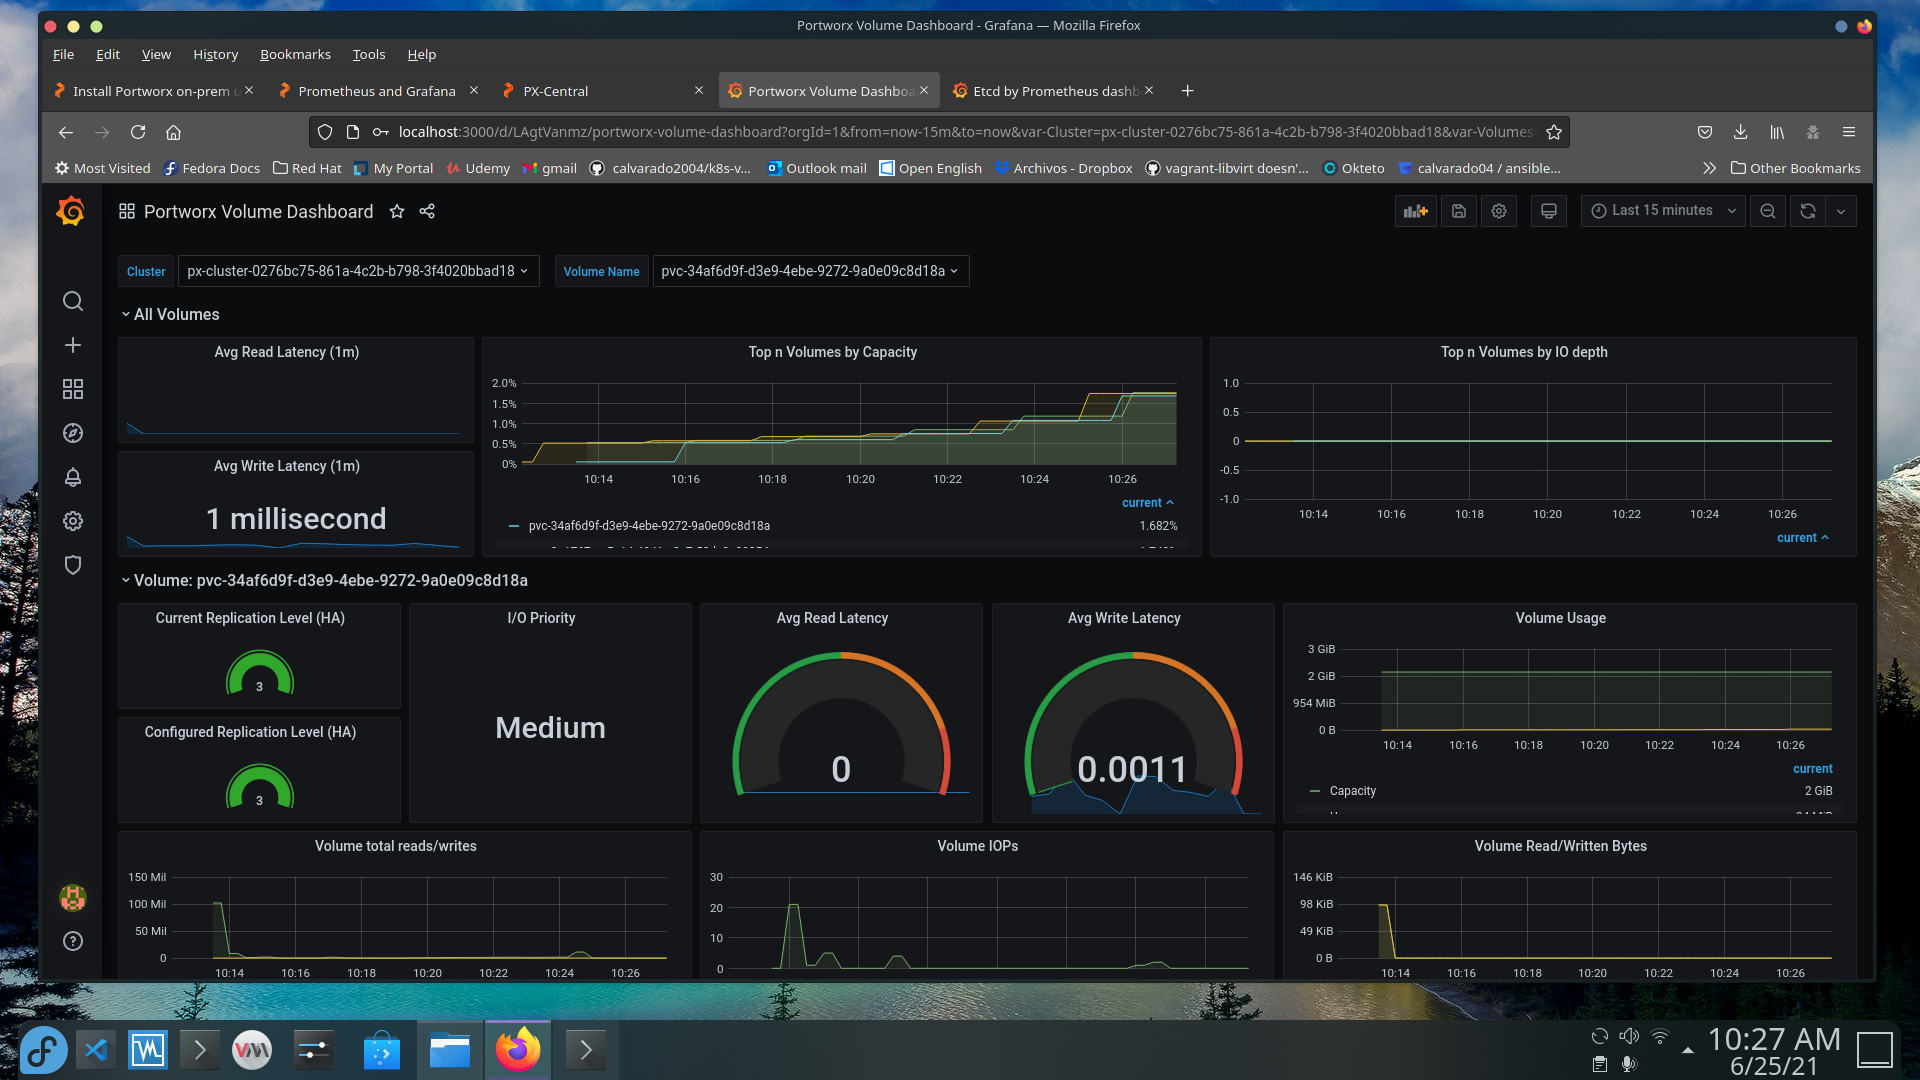 Portworx Volume Dashboard - Grafana — Mozilla Firefox
File Edit View History Bookmarks Tools Help
Install Portworx on-prem u Prometheus and Grafana PX-Central Portworx Volume Dashboa Etcd by Prometheus dashb
localhost:3000/d/LAgtVanmz/portworx-volume-dashboard?orgId=1&from=now-15m&to=now&var-Cluster=px-cluster-0276bc75-861a-4c2b-b798-3f4020bbad18&var-Volumes=
Most Visited Fedora Docs Red Hat My Portal Udemy gmail calvarado2004/k8s-v... Outlook mail Open English Archivos - Dropbox vagrant-libvirt doesn'... Okteto calvarado04 / ansible... Other Bookmarks
Portworx Volume Dashboard Last 15 minutes
Cluster px-cluster-0276bc75-861a-4c2b-b798-3f4020bbad18 Volume Name pvc-34af6d9f-d3e9-4ebe-9272-9a0e09c8d18a
All Volumes
Avg Read Latency (1m)
Avg Write Latency (1m)
1 millisecond
Top n Volumes by Capacity
2.0%
1.5%
1.0%
0.5%
0%
10:14 10:16 10:18 10:20 10:22 10:24 10:26
current
pvc-34af6d9f-d3e9-4ebe-9272-9a0e09c8d18a 1.682%
Top n Volumes by IO depth
1.0
0.5
0
-0.5
-1.0
10:14 10:16 10:18 10:20 10:22 10:24 10:26
current
Volume: pvc-34af6d9f-d3e9-4ebe-9272-9a0e09c8d18a
Current Replication Level (HA)
3
Configured Replication Level (HA)
3
I/O Priority
Medium
Avg Read Latency
0
Avg Write Latency
0.0011
Volume Usage
3 GiB
2 GiB
954 MiB
0 B
10:14 10:16 10:18 10:20 10:22 10:24 10:26
current
Capacity 2 GiB
Volume total reads/writes
150 Mil
100 Mil
50 Mil
0
10:14 10:16 10:18 10:20 10:22 10:24 10:26
Volume IOPs
30
20
10
0
Volume Read/Written Bytes
146 KiB
98 KiB
49 KiB
0 B
10:14 10:16 10:18 10:20 10:22 10:24 10:26
10:27 AM
6/25/21